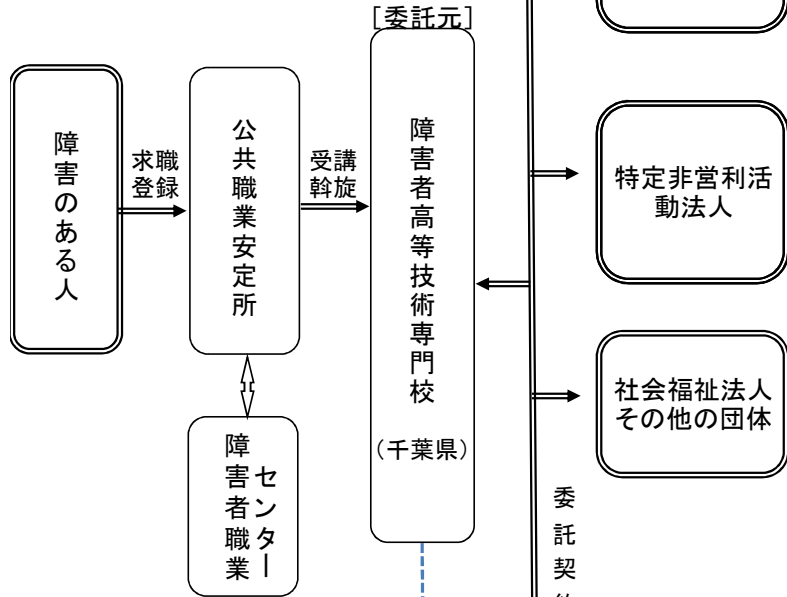 [委託元]
障害のある人
求職
登録
公共職業安定所
受講
斡旋
障害者高等技術専門校
（千葉県）
障害者職業
センター
特定非営利活
動法人
社会福祉法人
その他の団体
委託契